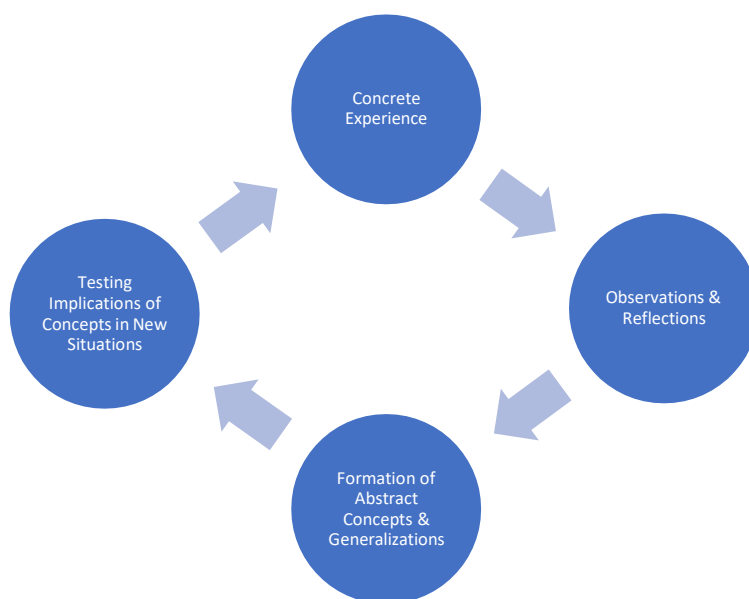 Concrete
Experience
Observations &
Reflections
Formation of
Abstract
Concepts &
Generalizations
Testing
Implications of
Concepts in New
Situations